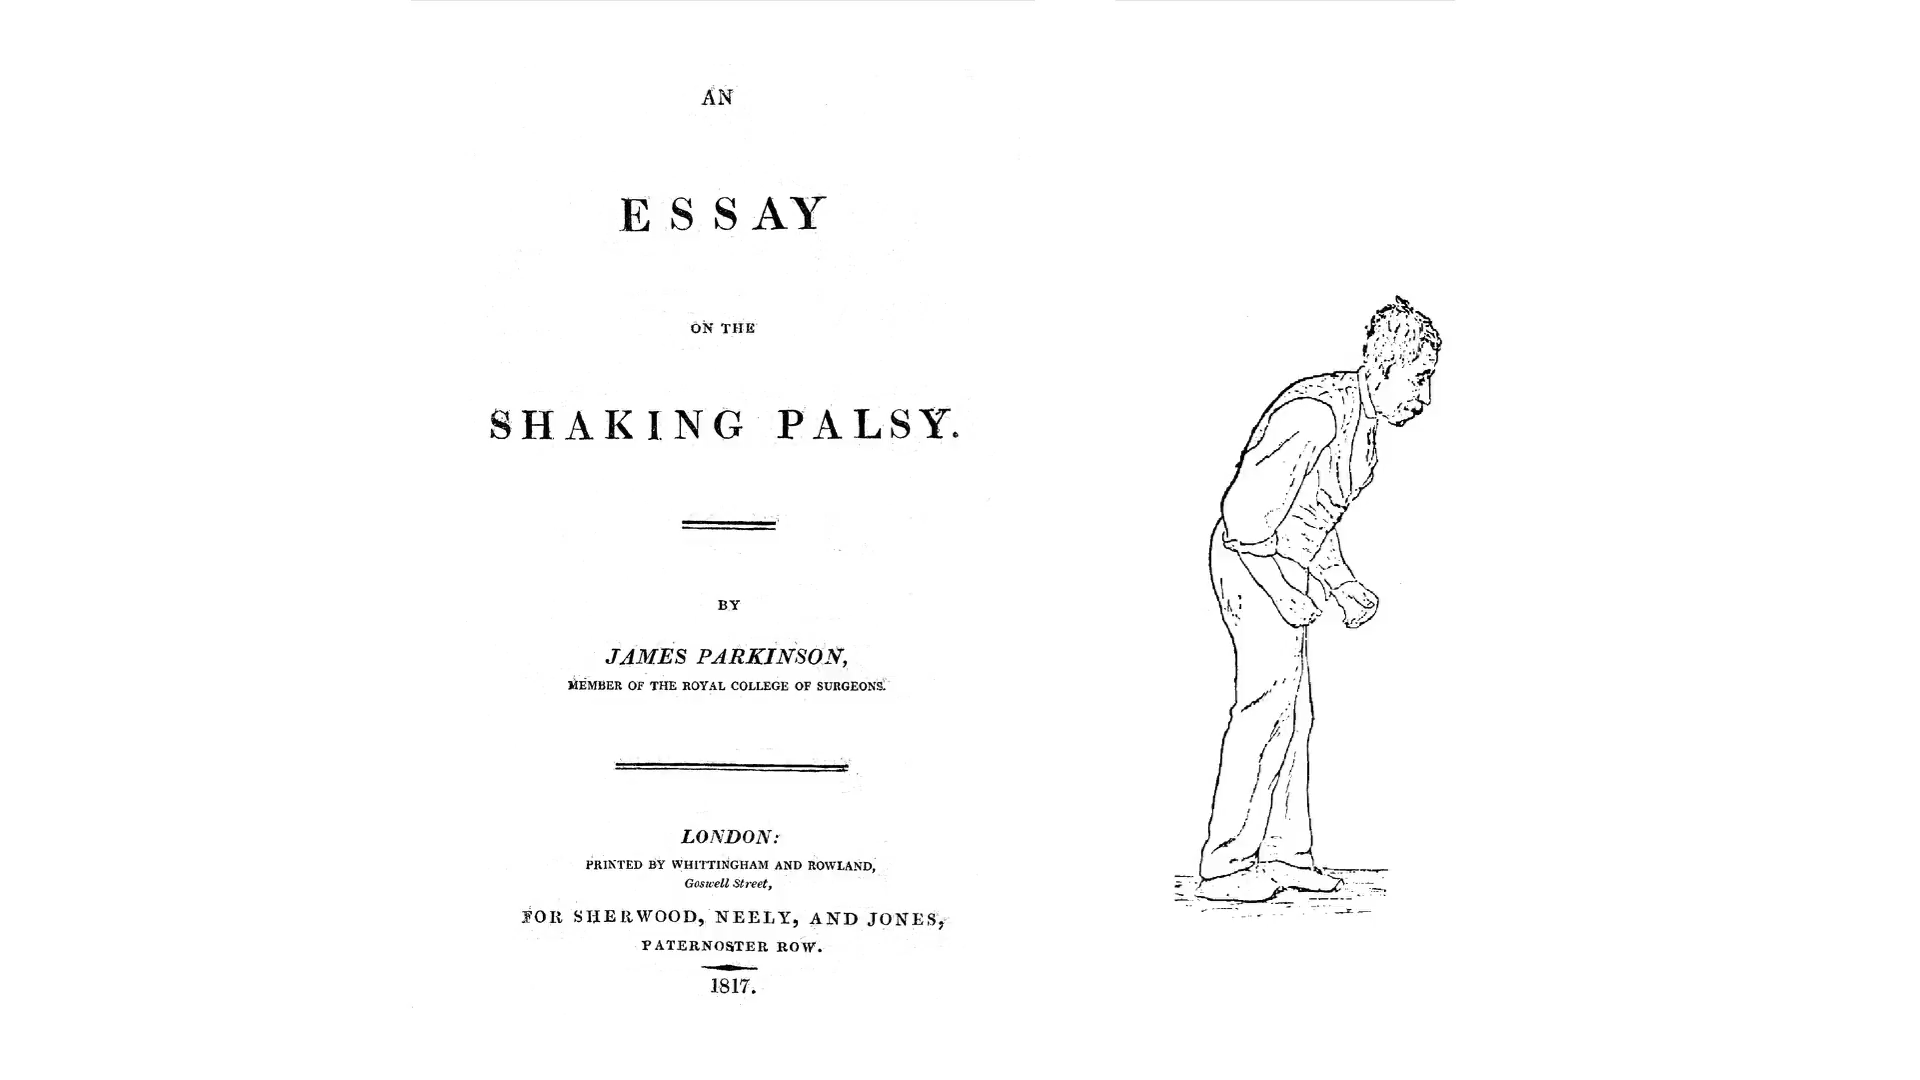 AN
ESSAY
ON THE
SHAKING PALSY.
BY
JAMES PARKINSON,
MEMBER OF THE ROYAL COLLEGE OF SURGEONS.
LONDON:
PRINTED BY WHITTINGHAM AND ROWLAND,
Goswell Street,
FOR SHERWOOD, NEELY, AND JONES,
PATERNOSTER ROW.
1817.